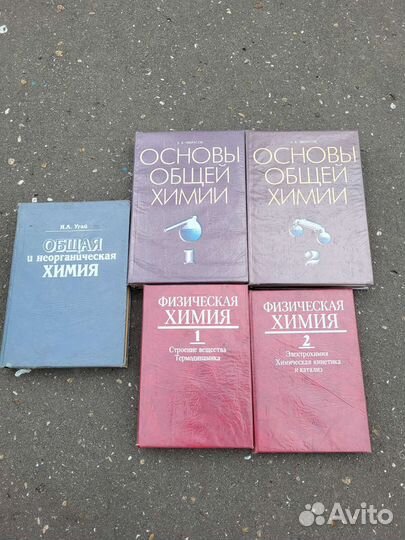 Я.А. Угай
ОБЩАЯ
и неорганическая
ХИМИЯ
ОСНОВЫ
ОБЩЕЙ
ХИМИИ
1
ОСНОВЫ
ОБЩЕЙ
ХИМИИ
2
ФИЗИЧЕСКАЯ
ХИМИЯ
1
Строение вещества
Термодинамика
ФИЗИЧЕСКАЯ
ХИМИЯ
2
Электрохимия
Химическая кинетика
и катализ
Avito